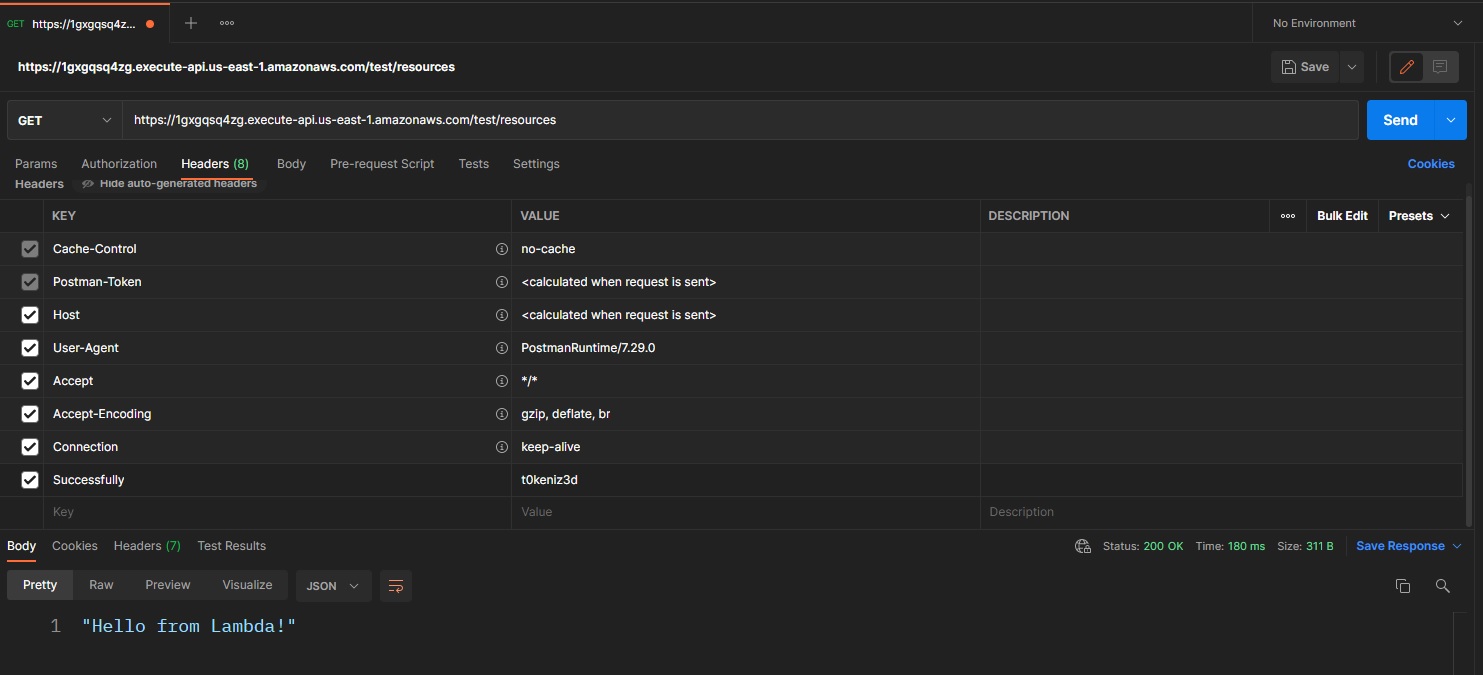 GET https://1gxgqsq4z...
No Environment
https://1gxgqsq4zg.execute-api.us-east-1.amazonaws.com/test/resources
Save
GET https://1gxgqsq4zg.execute-api.us-east-1.amazonaws.com/test/resources Send
Params Authorization Headers (8) Body Pre-request Script Tests Settings Cookies
Headers Hide auto-generated headers
KEY VALUE DESCRIPTION Bulk Edit Presets
Cache-Control no-cache
Postman-Token <calculated when request is sent>
Host <calculated when request is sent>
User-Agent PostmanRuntime/7.29.0
Accept */*
Accept-Encoding gzip, deflate, br
Connection keep-alive
Successfully t0keniz3d
Key Value Description
Body Cookies Headers (7) Test Results Status: 200 OK Time: 180 ms Size: 311 B Save Response
Pretty Raw Preview Visualize JSON
1 "Hello from Lambda!"